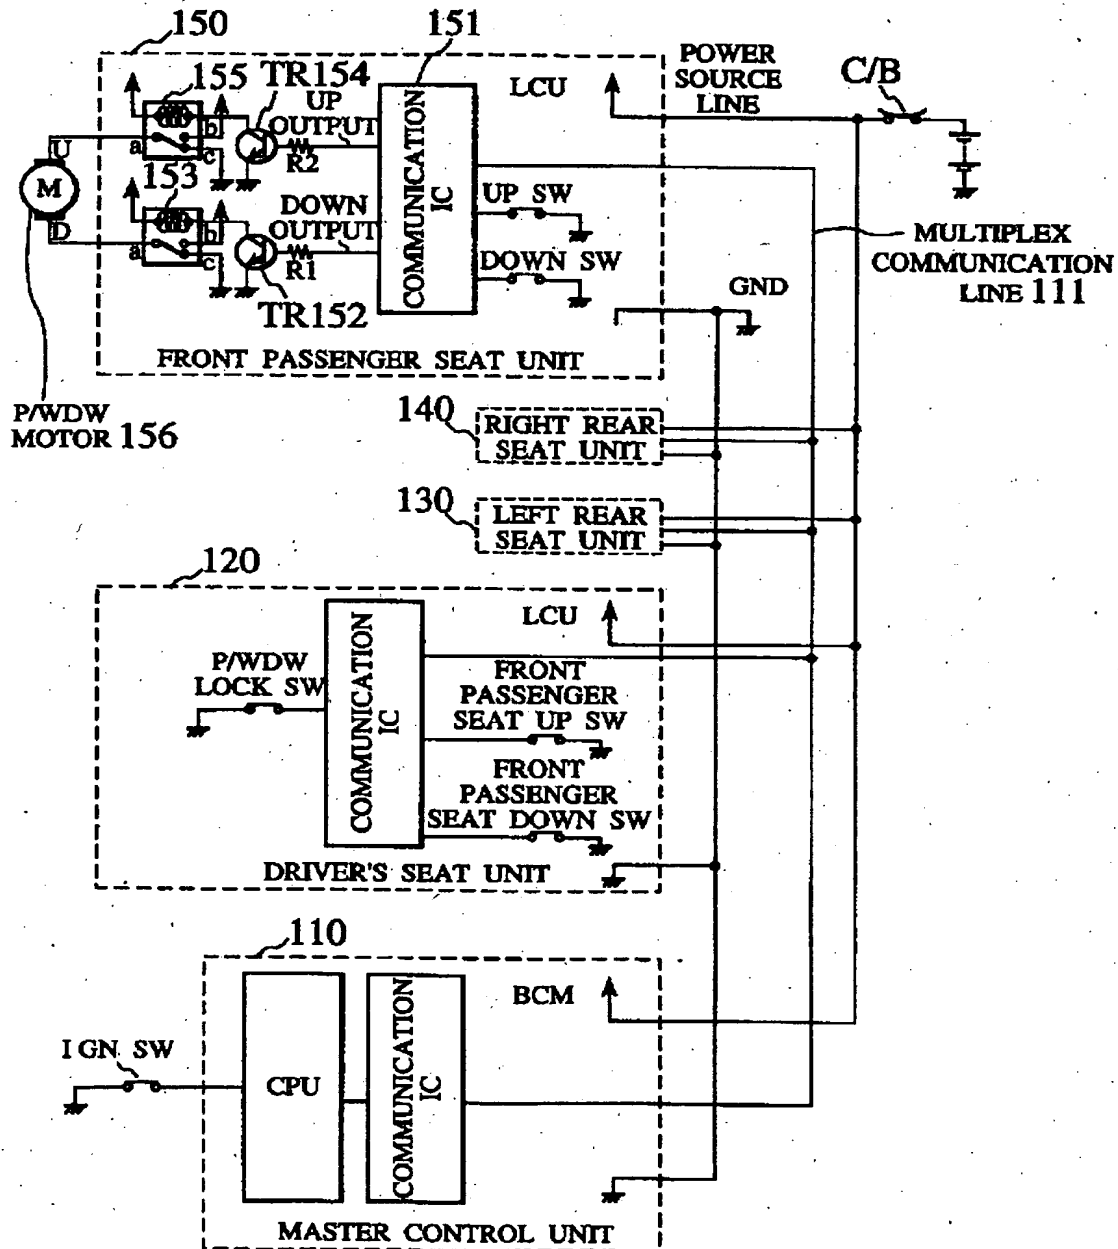 150
151
POWER
SOURCE
LINE
C/B
155
TR154
LCU
UP
OUTPUT
b
a
c
R2
U
M
D
153
COMMUNICATION
IC
UP SW
DOWN
OUTPUT
b
a
c
R1
DOWN SW
TR152
GND
MULTIPLEX
COMMUNICATION
LINE 111
FRONT PASSENGER SEAT UNIT
P/WDW
MOTOR 156
140
RIGHT REAR
SEAT UNIT
130
LEFT REAR
SEAT UNIT
120
LCU
COMMUNICATION
IC
P/WDW
LOCK SW
FRONT
PASSENGER
SEAT UP SW
FRONT
PASSENGER
SEAT DOWN SW
DRIVER'S SEAT UNIT
110
BCM
IGN SW
CPU
COMMUNICATION
IC
MASTER CONTROL UNIT